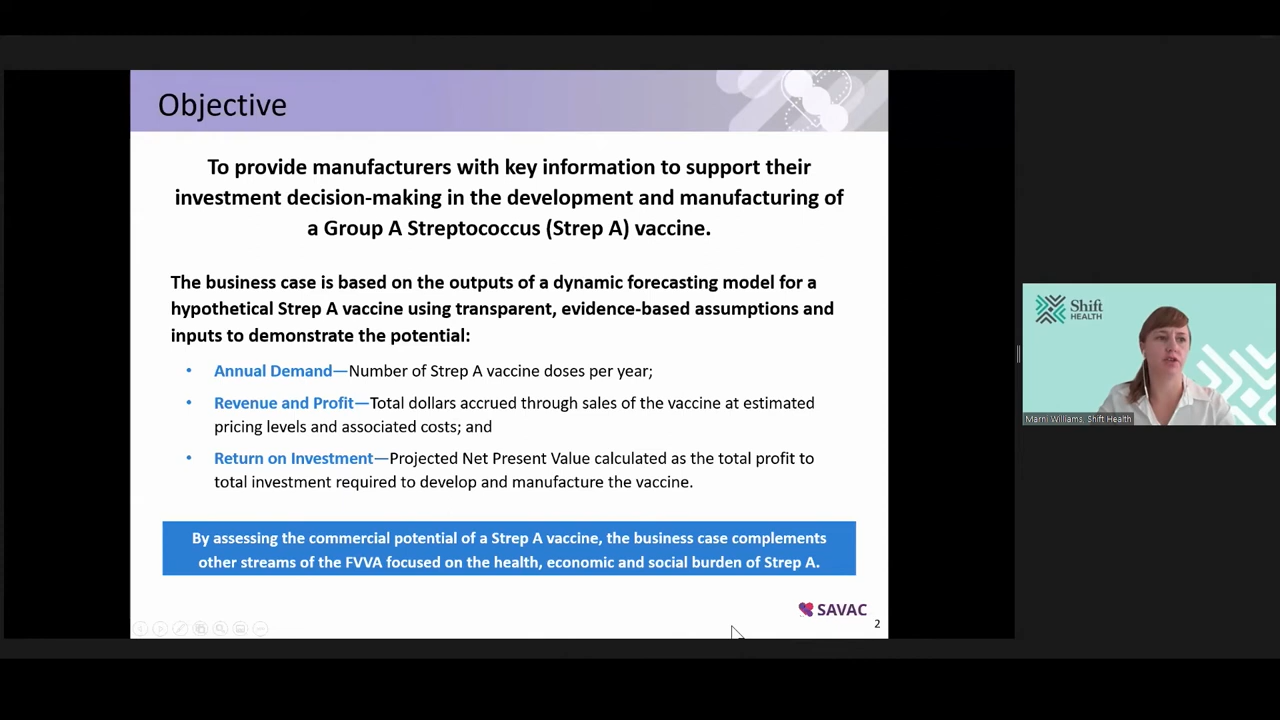 Objective
To provide manufacturers with key information to support their
investment decision-making in the development and manufacturing of
a Group A Streptococcus (Strep A) vaccine.
The business case is based on the outputs of a dynamic forecasting model for a
hypothetical Strep A vaccine using transparent, evidence-based assumptions and
inputs to demonstrate the potential:
• Annual Demand—Number of Strep A vaccine doses per year;
• Revenue and Profit—Total dollars accrued through sales of the vaccine at estimated
pricing levels and associated costs; and
• Return on Investment—Projected Net Present Value calculated as the total profit to
total investment required to develop and manufacture the vaccine.
By assessing the commercial potential of a Strep A vaccine, the business case complements
other streams of the FVVA focused on the health, economic and social burden of Strep A.
SAVAC
2
Shift
HEALTH
Marni Williams, Shift Health